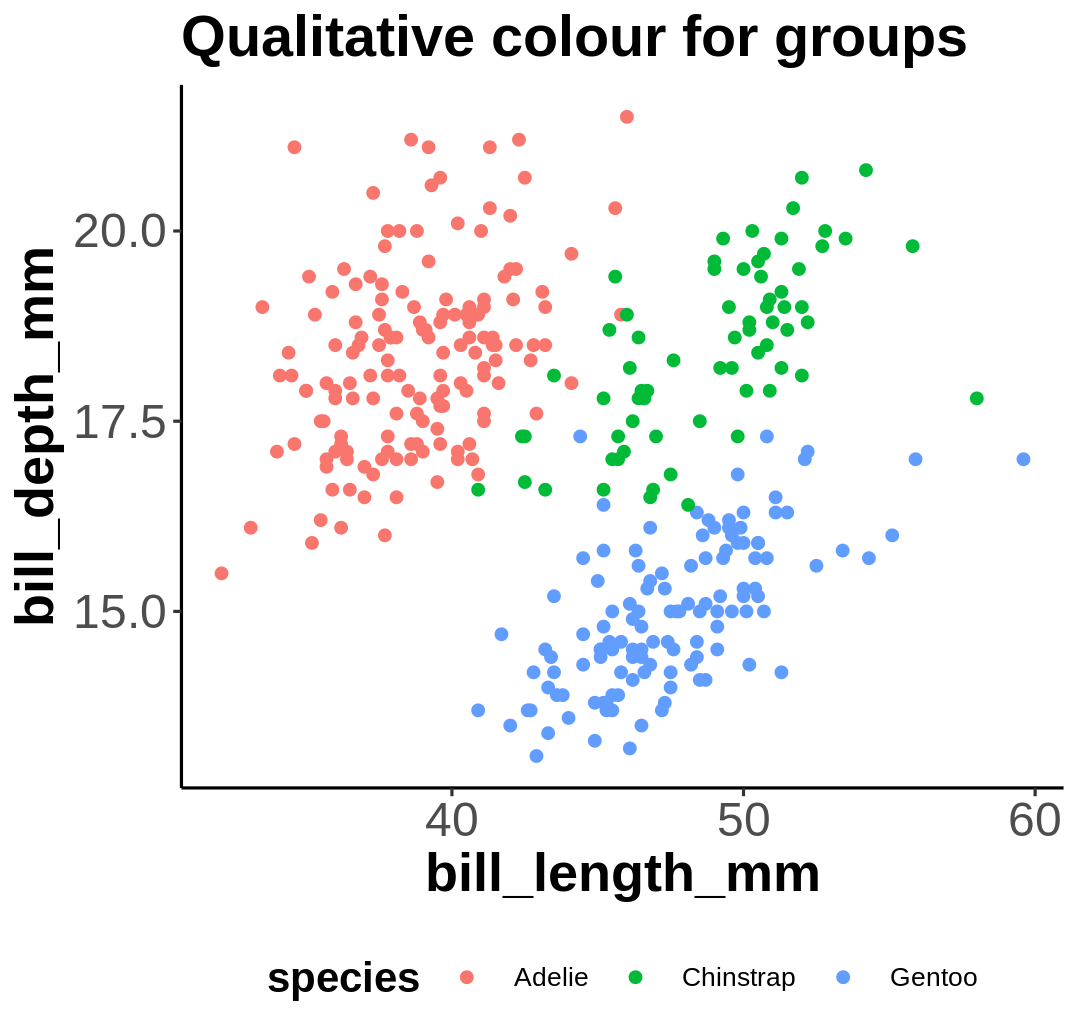 Qualitative colour for groups
20.0
17.5
15.0
bill_depth_mm
40 50 60
bill_length_mm
species Adelie Chinstrap Gentoo